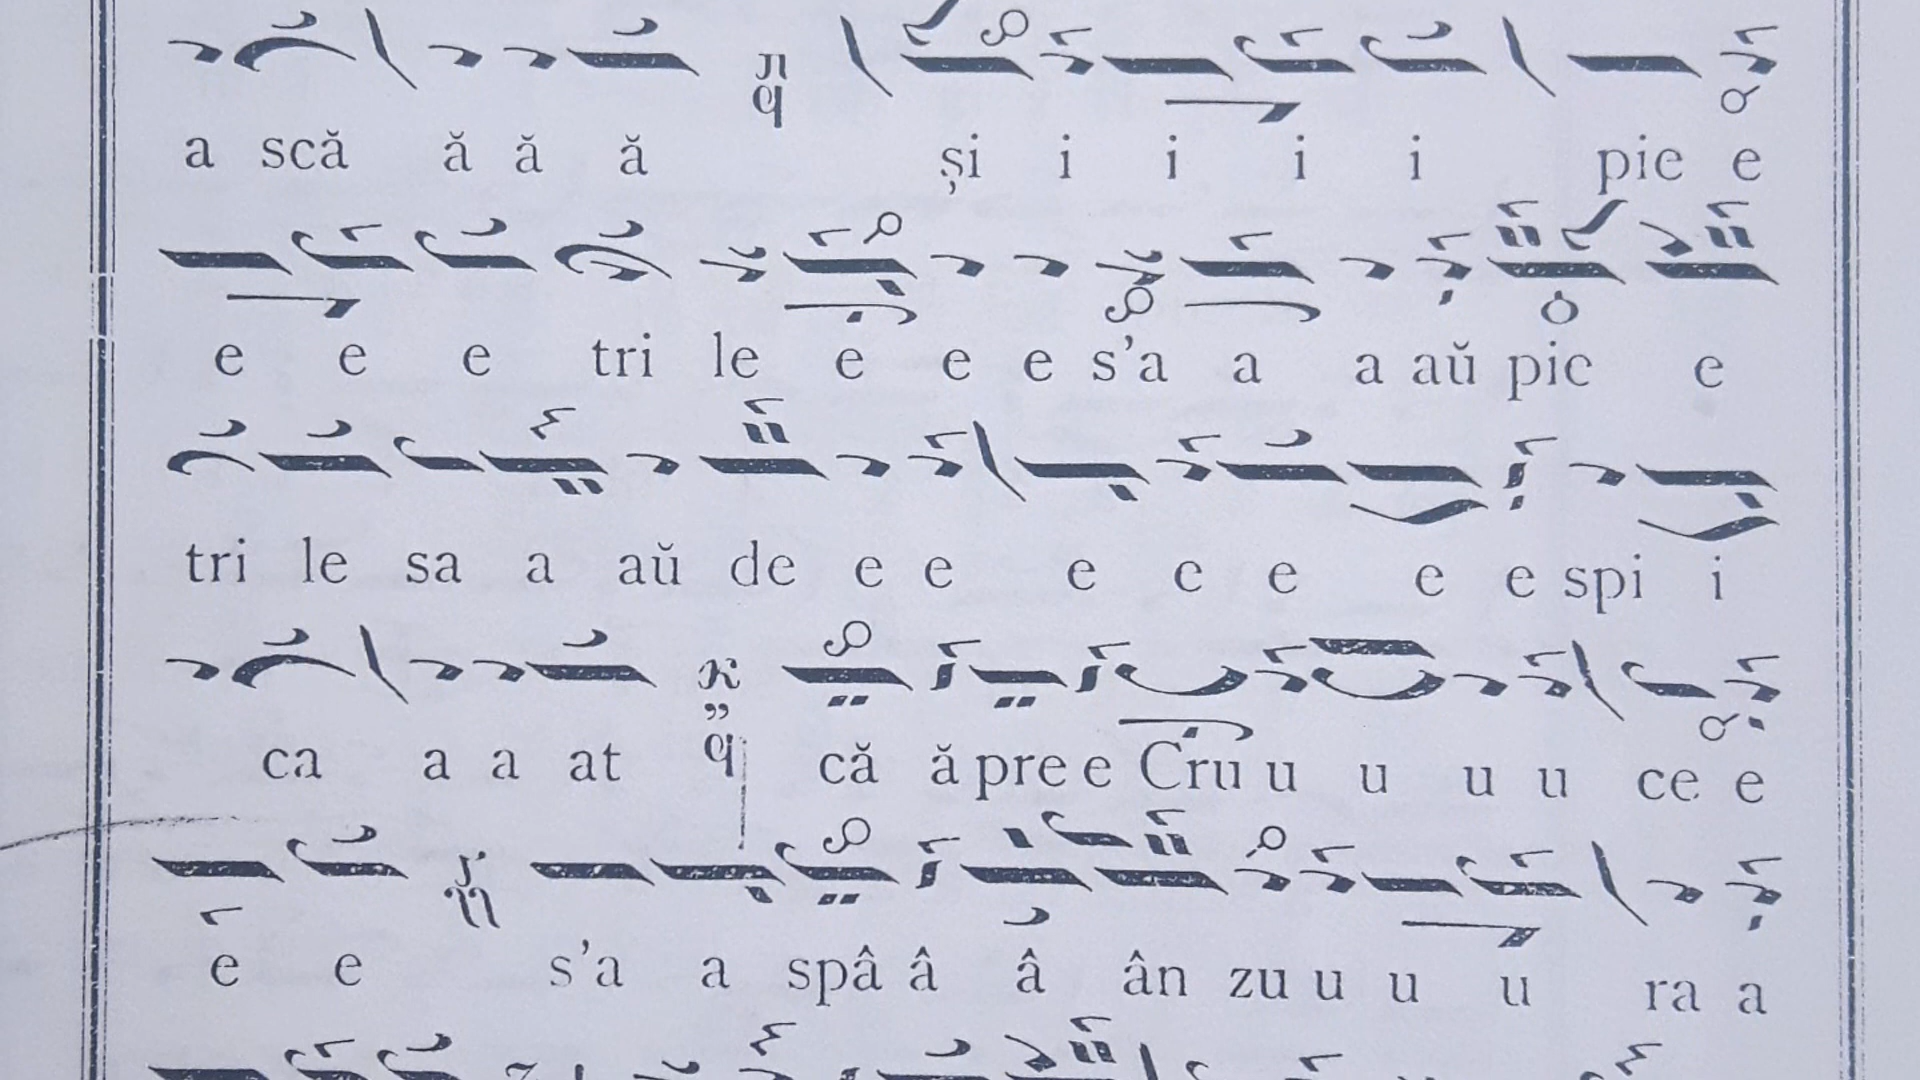 a scă ă ă ă și i i i i pie e
e e e tri le e e e s’a a a aŭ pie e
tri le sa a aŭ de e e e e e e e spi i
ca a a at că ă pre e Cru u u u u ce e
e e s’a a spâ â â ân zu u u u ra a